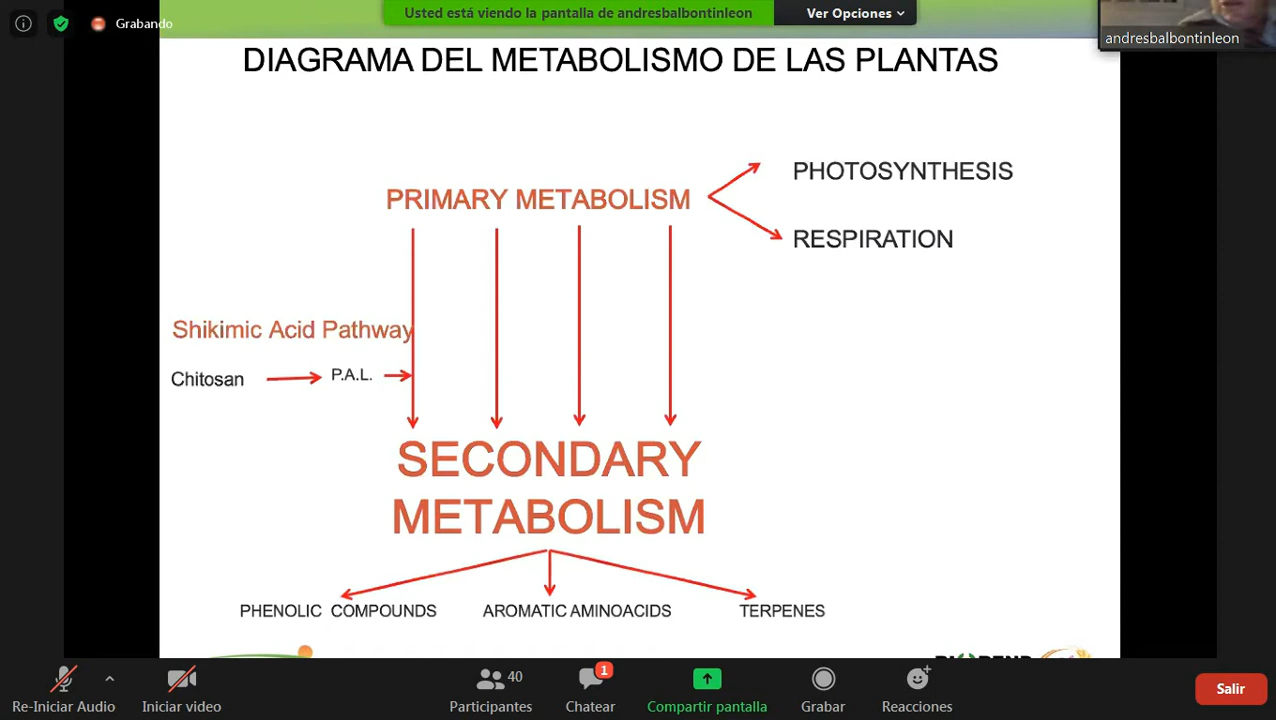 Grabando
Usted está viendo la pantalla de andresbalbontinleon
Ver Opciones
andresbalbontinleon
DIAGRAMA DEL METABOLISMO DE LAS PLANTAS
PHOTOSYNTHESIS
PRIMARY METABOLISM
RESPIRATION
Shikimic Acid Pathway
Chitosan
P.A.L.
SECONDARY
METABOLISM
PHENOLIC COMPOUNDS
AROMATIC AMINOACIDS
TERPENES
40
1
Re-Iniciar Audio
Iniciar video
Participantes
Chatear
Compartir pantalla
Grabar
Reacciones
Salir